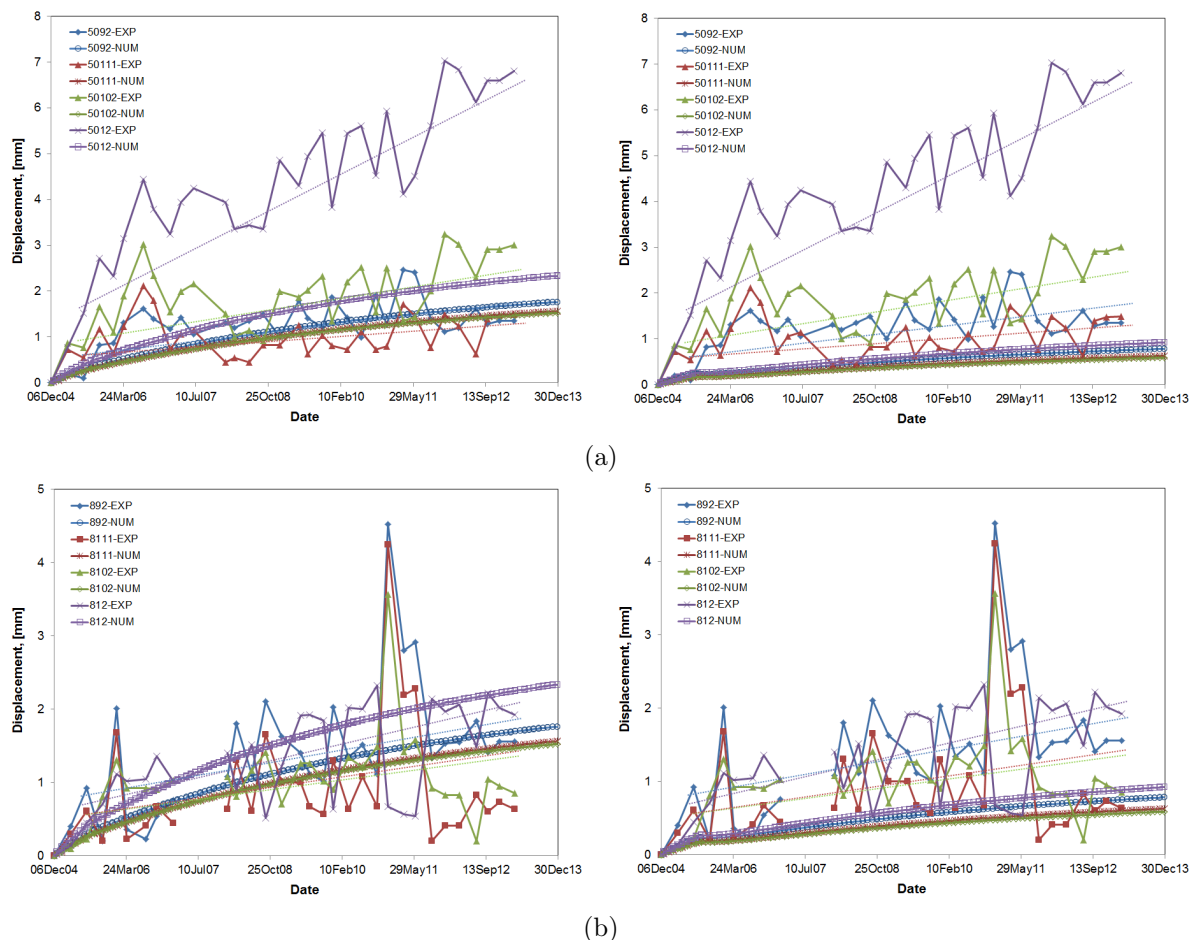 8
7
6
5
4
3
2
1
0
Displacement, [mm]
5092-EXP
5092-NUM
50111-EXP
50111-NUM
50102-EXP
50102-NUM
5012-EXP
5012-NUM
06Dec04 24Mar06 10Jul07 25Oct08 10Feb10 29May11 13Sep12 30Dec13
Date
8
7
6
5
4
3
2
1
0
Displacement, [mm]
5092-EXP
5092-NUM
50111-EXP
50111-NUM
50102-EXP
50102-NUM
5012-EXP
5012-NUM
06Dec04 24Mar06 10Jul07 25Oct08 10Feb10 29May11 13Sep12 30Dec13
Date
(a)
5
4
3
2
1
0
Displacement, [mm]
892-EXP
892-NUM
8111-EXP
8111-NUM
8102-EXP
8102-NUM
812-EXP
812-NUM
06Dec04 24Mar06 10Jul07 25Oct08 10Feb10 29May11 13Sep12 30Dec13
Date
5
4
3
2
1
0
Displacement, [mm]
892-EXP
892-NUM
8111-EXP
8111-NUM
8102-EXP
8102-NUM
812-EXP
812-NUM
06Dec04 24Mar06 10Jul07 25Oct08 10Feb10 29May11 13Sep12 30Dec13
Date
(b)